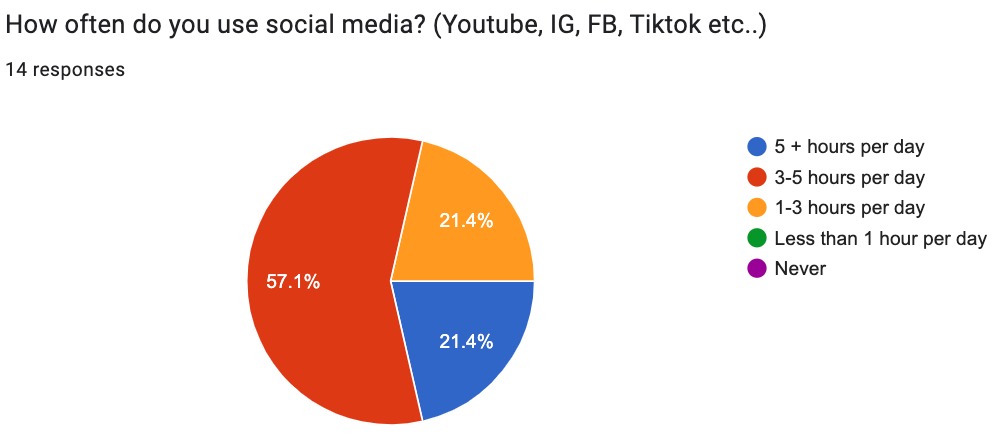 How often do you use social media? (Youtube, IG, FB, Tiktok etc..)
14 responses
5 + hours per day
3-5 hours per day
1-3 hours per day
Less than 1 hour per day
Never
21.4%
57.1%
21.4%